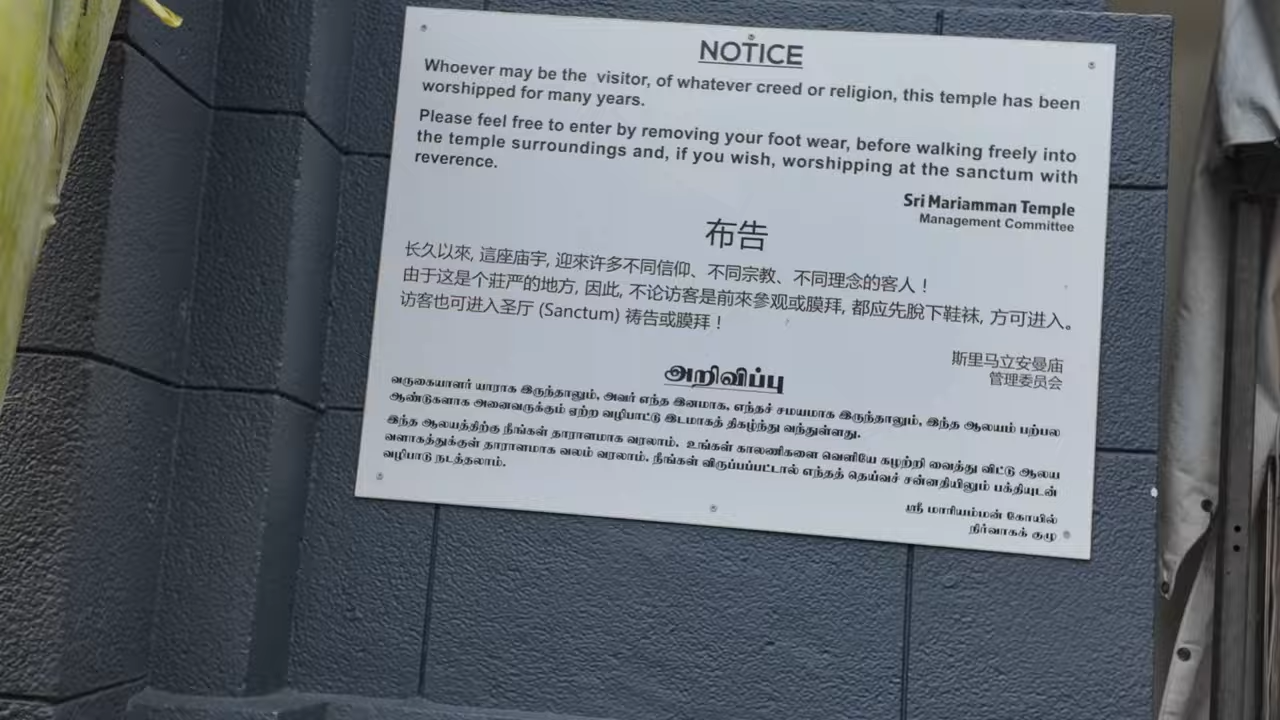 NOTICE
Whoever may be the visitor, of whatever creed or religion, this temple has been
worshipped for many years.
Please feel free to enter by removing your foot wear, before walking freely into
the temple surroundings and, if you wish, worshipping at the sanctum with
reverence.
Sri Mariamman Temple
Management Committee
布告
长久以來, 這座庙宇, 迎來许多不同信仰、不同宗教、不同理念的客人！
由于这是个莊严的地方, 因此, 不论访客是前來參观或膜拜, 都应先脫下鞋袜, 方可进入。
访客也可进入圣厅 (Sanctum) 祷告或膜拜！
斯里马立安曼庙
管理委员会
அறிவிப்பு
வருகையாளர் யாராக இருந்தாலும், அவர் எந்த இனமாக, எந்தச் சமயமாக இருந்தாலும், இந்த ஆலயம் பற்பல
ஆண்டுகளாக அனைவருக்கும் ஏற்ற வழிபாட்டு இடமாகத் திகழ்ந்து வந்துள்ளது.
இந்த ஆலயத்திற்கு நீங்கள் தாராளமாக வரலாம். உங்கள் காலணிகளை வெளியே கழற்றி வைத்து விட்டு ஆலய
வளாகத்துக்குள் தாராளமாக வலம் வரலாம். நீங்கள் விருப்பப்பட்டால் எந்தத் தெய்வச் சன்னதியிலும் பக்தியுடன்
வழிபாடு நடத்தலாம்.
ஸ்ரீ மாரியம்மன் கோயில்
நிர்வாகக் குழு